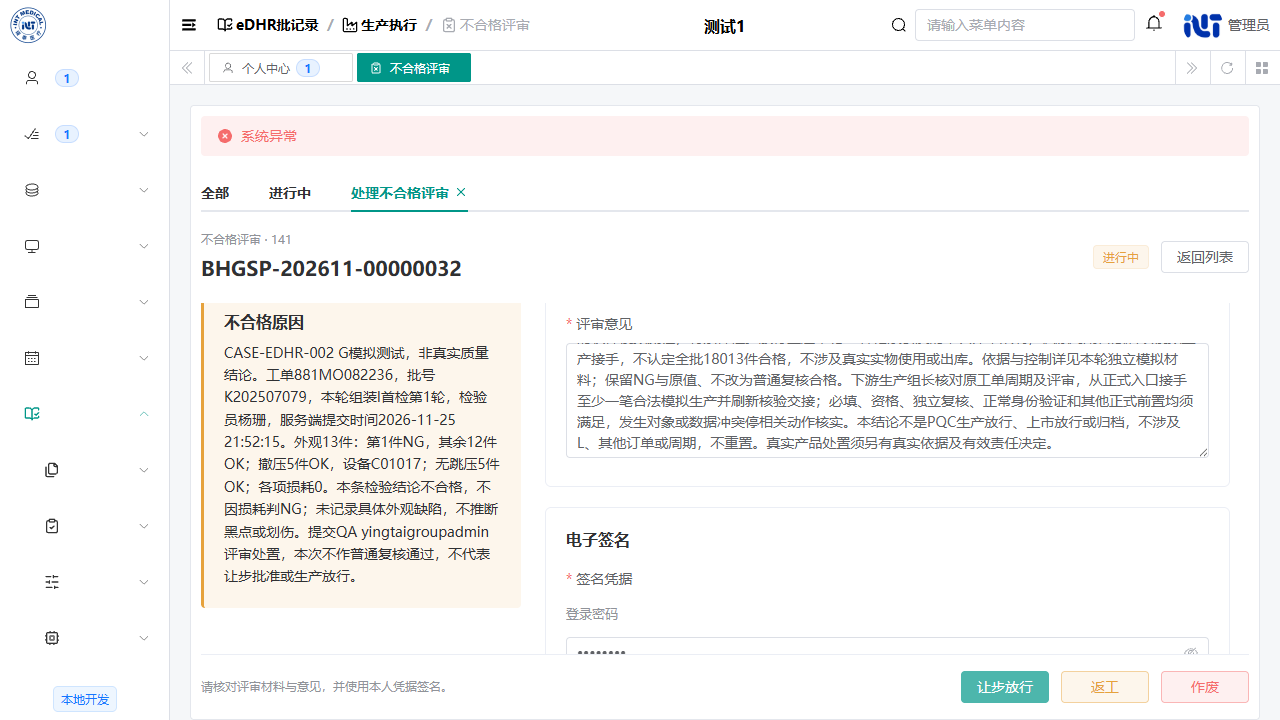 eDHR批记录 / 生产执行 / 不合格评审
测试1
请输入菜单内容
管理员
1
个人中心 1
不合格评审
1
系统异常
全部
进行中
处理不合格评审
不合格评审 · 141
BHGSP-202611-00000032
进行中
返回列表
不合格原因
CASE-EDHR-002 G模拟测试，非真实质量
结论。工单881MO082236，批号
K202507079，本轮组装I首检第1轮，检验
员杨珊，服务端提交时间2026-11-25
21:52:15。外观13件：第1件NG，其余12件
OK；撤压5件OK，设备C01017；无跳压5件
OK；各项损耗0。本条检验结论不合格，不
因损耗判NG；未记录具体外观缺陷，不推断
黑点或划伤。提交QA yingtaigroupadmin
评审处置，本次不作普通复核通过，不代表
让步批准或生产放行。
* 评审意见
产接手，不认定全批18013件合格，不涉及真实实物使用或出库。依据与控制详见本轮独立模拟材
料；保留NG与原值、不改为普通复核合格。下游生产组长核对原工单周期及评审，从正式入口接手
至少一笔合法模拟生产并刷新核验交接；必填、资格、独立复核、正常身份验证和其他正式前置均须
满足，发生对象或数据冲突停相关动作核实。本结论不是PQC生产放行、上市放行或归档，不涉及
L、其他订单或周期，不重置。真实产品处置须另有真实依据及有效责任决定。
电子签名
* 签名凭据
登录密码
••••••••
请核对评审材料与意见，并使用本人凭据签名。
让步放行
返工
作废
本地开发